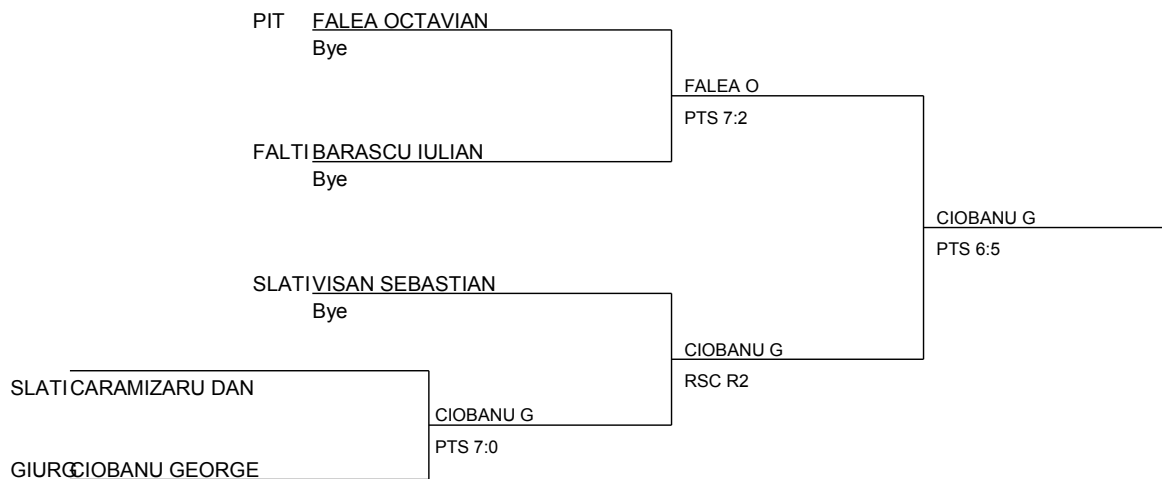 PIT FALEA OCTAVIAN
Bye
FALEA O
PTS 7:2
FALTI BARASCU IULIAN
Bye
CIOBANU G
PTS 6:5
SLATI VISAN SEBASTIAN
Bye
CIOBANU G
RSC R2
SLATI CARAMIZARU DAN
CIOBANU G
PTS 7:0
GIURG CIOBANU GEORGE